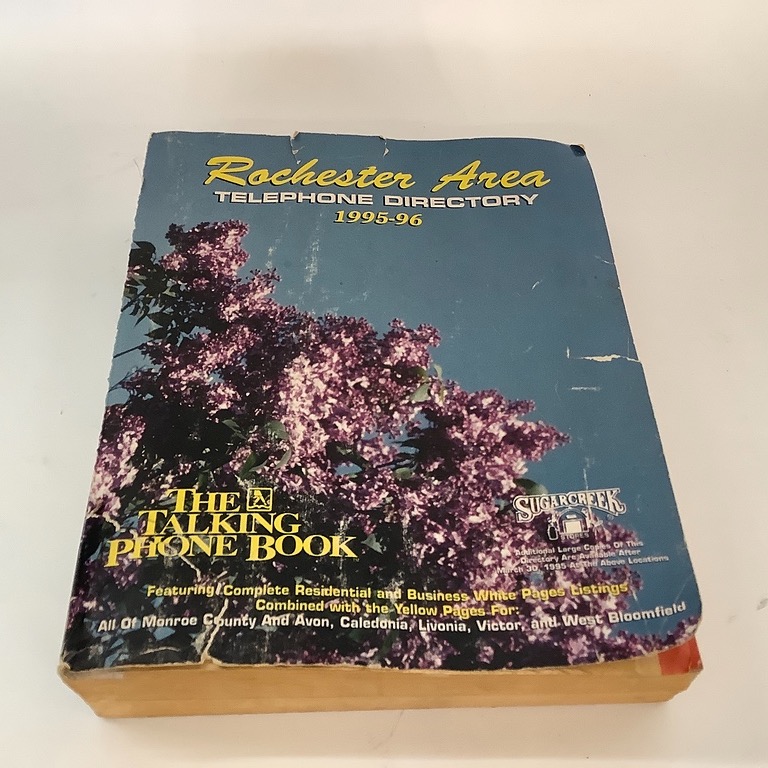 Rochester Area
TELEPHONE DIRECTORY
1995-96
THE
TALKING
PHONE BOOK
SUGARCREEK
STORES
Additional Large Copies Of This
Directory Are Available After
March 30, 1995 At The Above Locations
Featuring Complete Residential and Business White Pages Listings
Combined with the Yellow Pages For:
All Of Monroe County And Avon, Caledonia, Livonia, Victor, and West Bloomfield